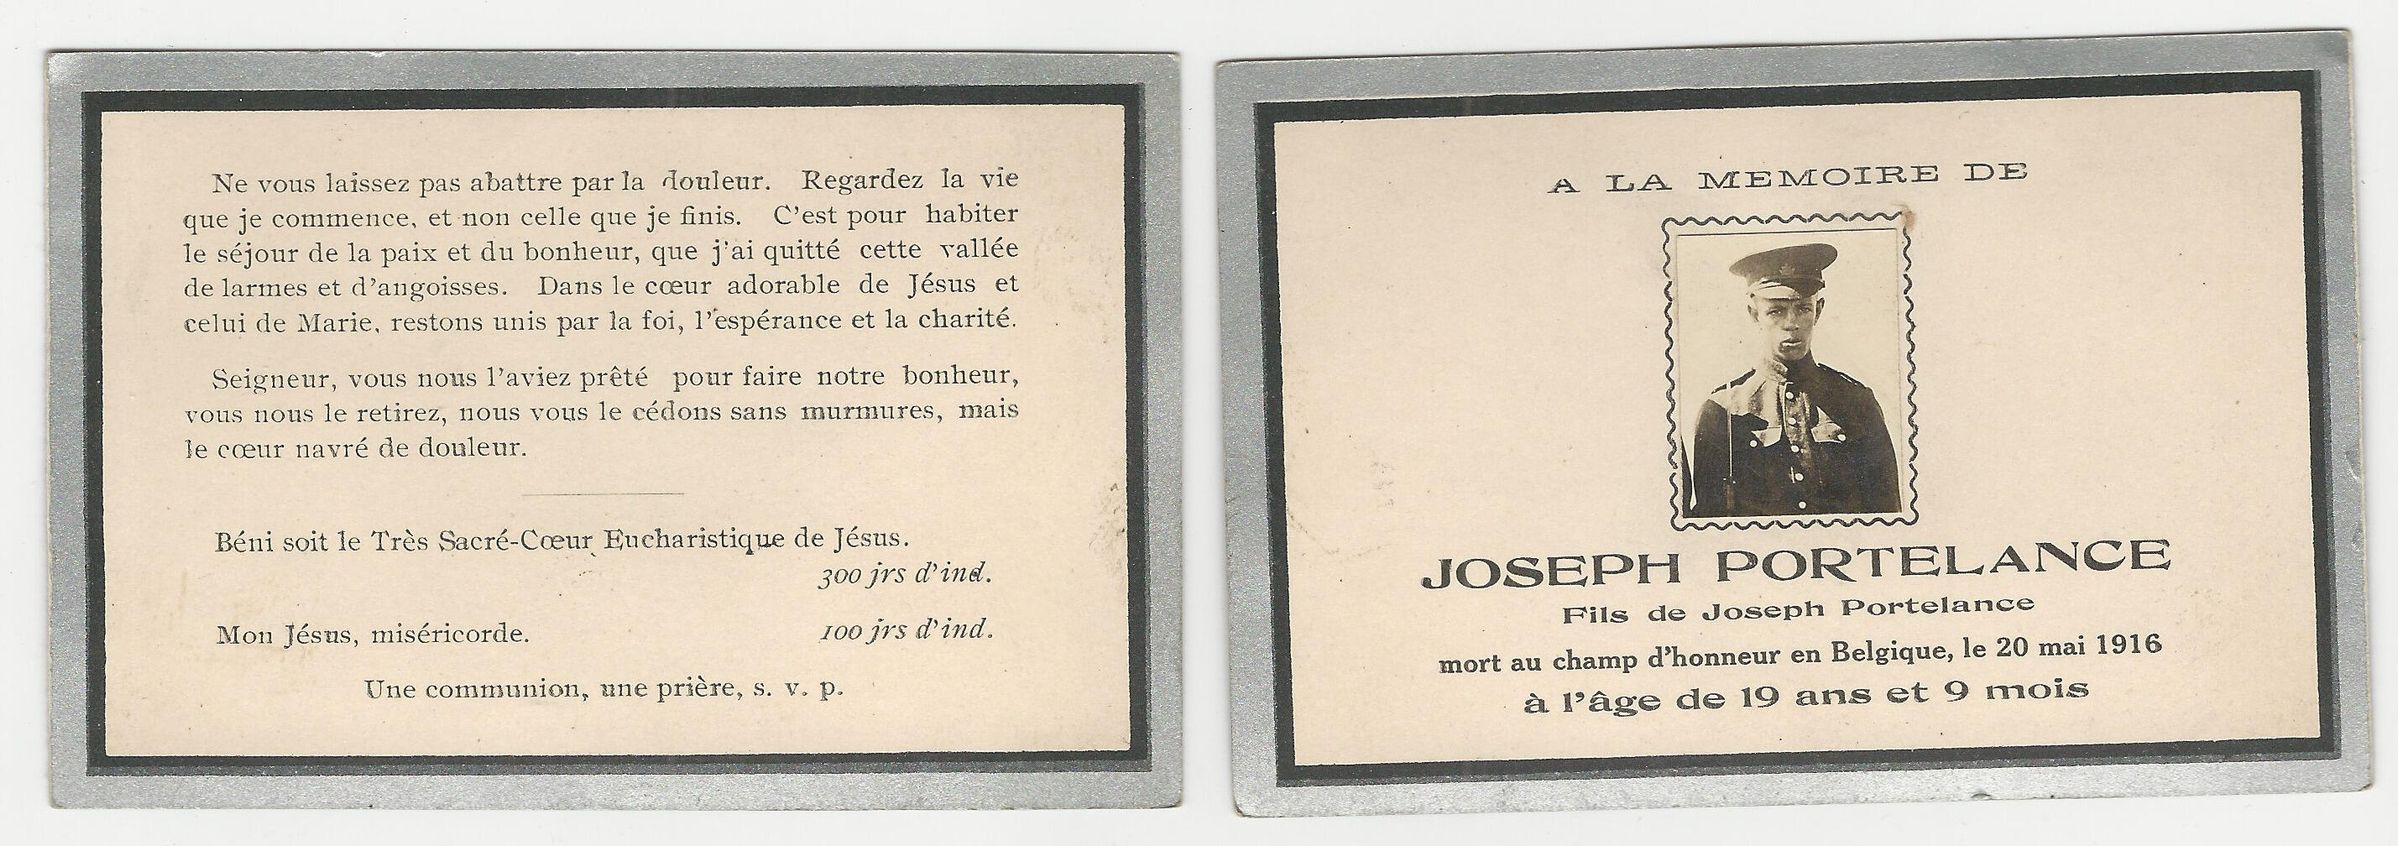 Ne vous laissez pas abattre par la douleur. Regardez la vie
que je commence, et non celle que je finis. C'est pour habiter
le séjour de la paix et du bonheur, que j'ai quitté cette vallée
de larmes et d'angoisses. Dans le cœur adorable de Jésus et
celui de Marie, restons unis par la foi, l'espérance et la charité.
Seigneur, vous nous l'aviez prêté pour faire notre bonheur,
vous nous le retirez, nous vous le cédons sans murmures, mais
le cœur navré de douleur.
Béni soit le Très Sacré-Cœur Eucharistique de Jésus.
300 jrs d'ind.
Mon Jésus, miséricorde. 100 jrs d'ind.
Une communion, une prière, s. v. p.
A LA MEMOIRE DE
JOSEPH PORTELANCE
Fils de Joseph Portelance
mort au champ d'honneur en Belgique, le 20 mai 1916
à l'âge de 19 ans et 9 mois